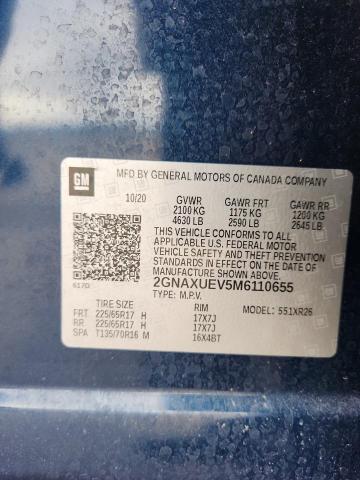 GM
MFD BY GENERAL MOTORS OF CANADA COMPANY
10/20 GVWR GAWR FRT GAWR RR
2100 KG 1175 KG 1200 KG
4630 LB 2590 LB 2645 LB
THIS VEHICLE CONFORMS TO ALL
APPLICABLE U.S. FEDERAL MOTOR
VEHICLE SAFETY AND THEFT
PREVENTION STANDARDS IN EFFECT
ON THE DATE OF MANUFACTURE
SHOWN ABOVE.
617D 2GNAXUEV5M6110655
TYPE: M.P.V. MODEL: 551XR26
TIRE SIZE RIM
FRT 225/65R17 H 17X7J
RR 225/65R17 H 17X7J
SPA T135/70R16 M 16X4BT